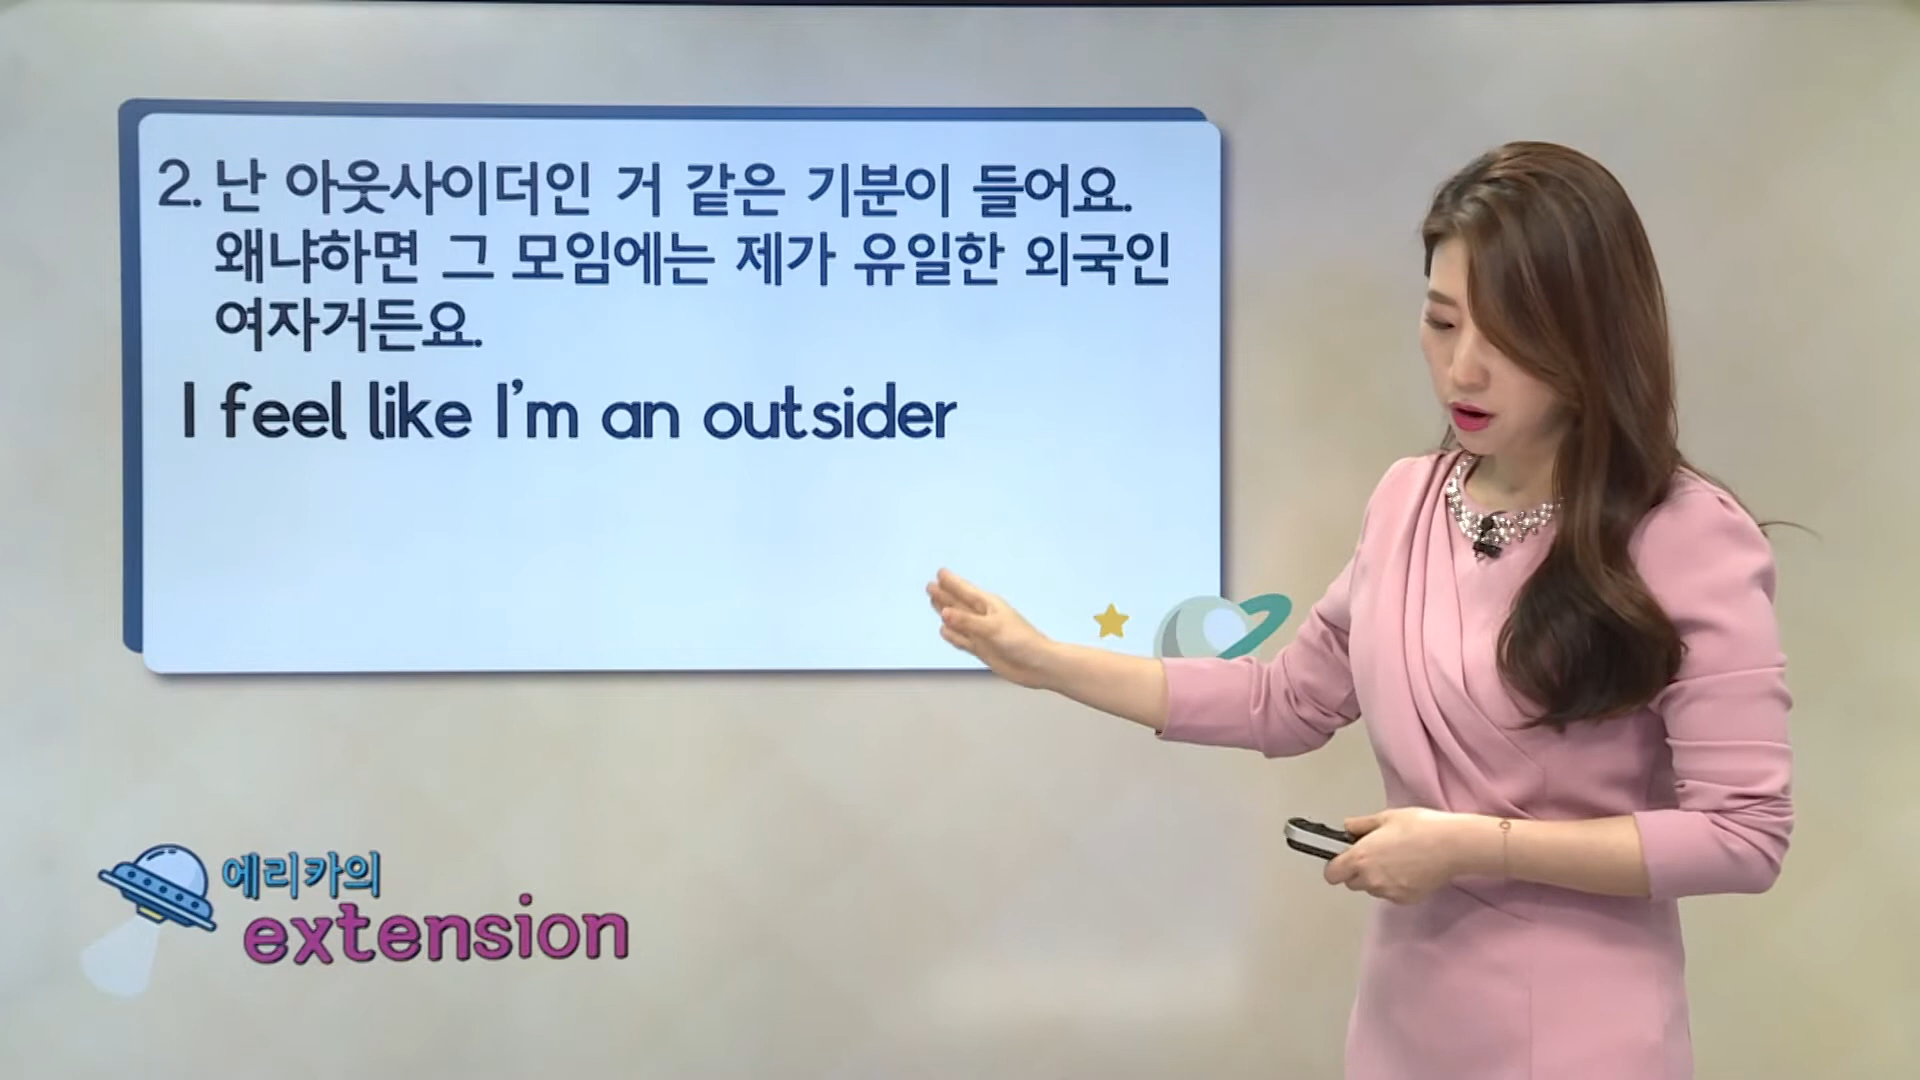 2. 난 아웃사이더인 거 같은 기분이 들어요.
왜냐하면 그 모임에는 제가 유일한 외국인
여자거든요.
I feel like I'm an outsider
에리카의
extension